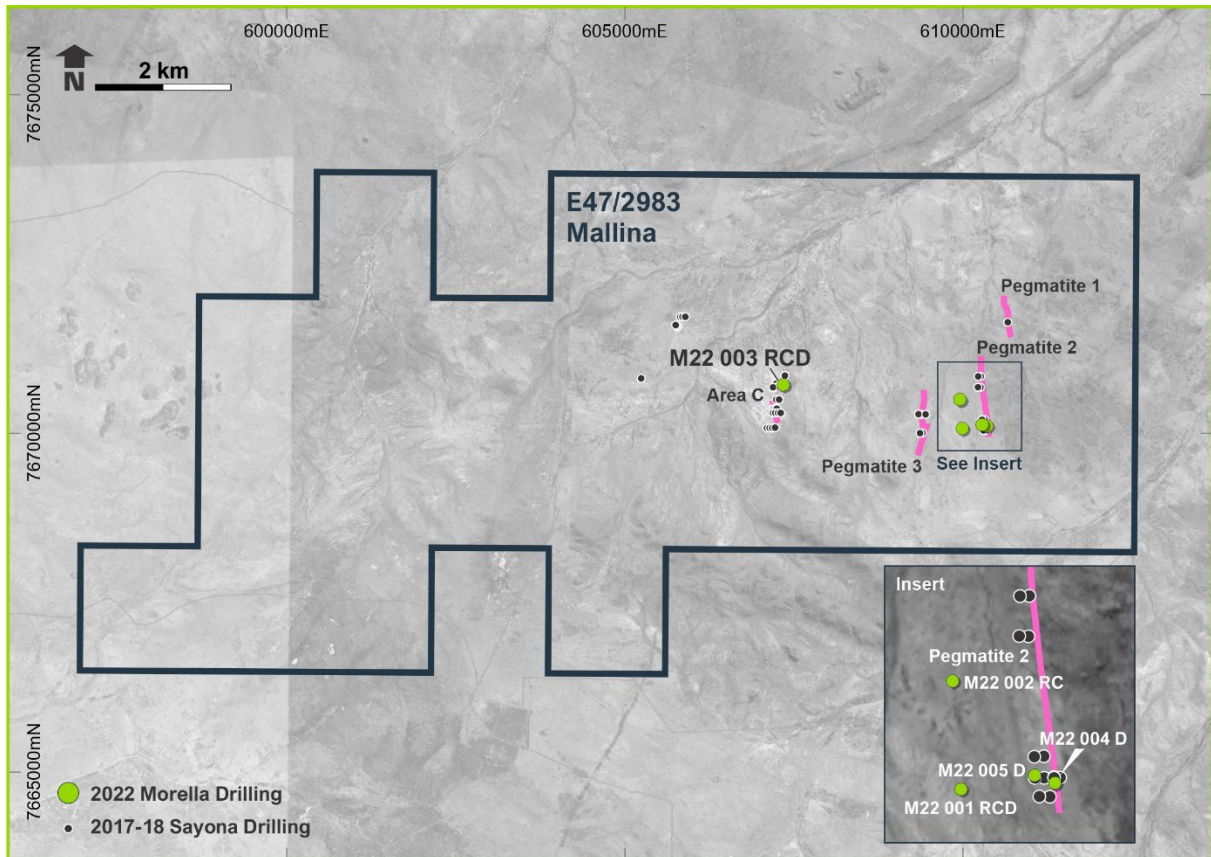 600000mE
605000mE
610000mE
N
2 km
7675000mN
E47/2983
Mallina
Pegmatite 1
Pegmatite 2
M22 003 RCD
Area C
7670000mN
Pegmatite 3
See Insert
Insert
Pegmatite 2
M22 002 RC
M22 004 D
7665000mN
M22 005 D
M22 001 RCD
2022 Morella Drilling
2017-18 Sayona Drilling